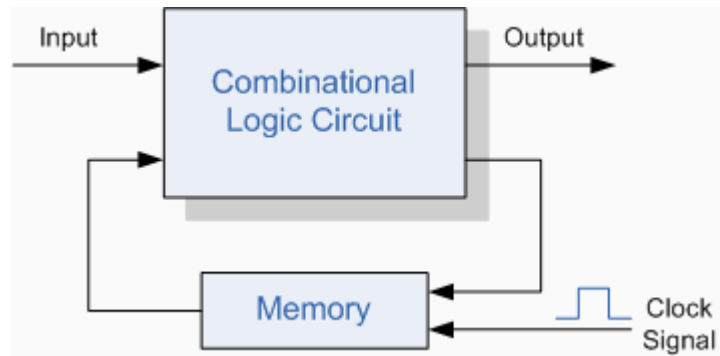 Input
Output
Combinational
Logic Circuit
Memory
Clock
Signal